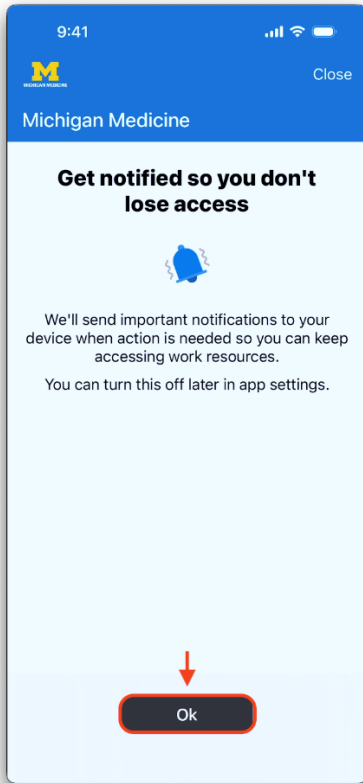 9:41
M
MICHIGAN MEDICINE
Close
Michigan Medicine
Get notified so you don't
lose access
We'll send important notifications to your
device when action is needed so you can keep
accessing work resources.
You can turn this off later in app settings.
Ok